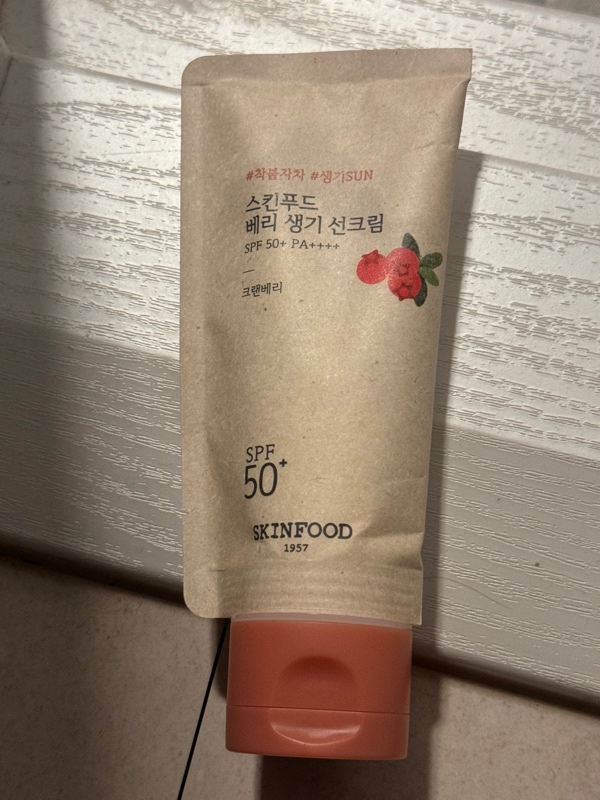 #착붙자차 #생기SUN
스킨푸드
베리 생기 선크림
SPF 50+ PA++++
크랜베리
SPF
50+
SKINFOOD
1957